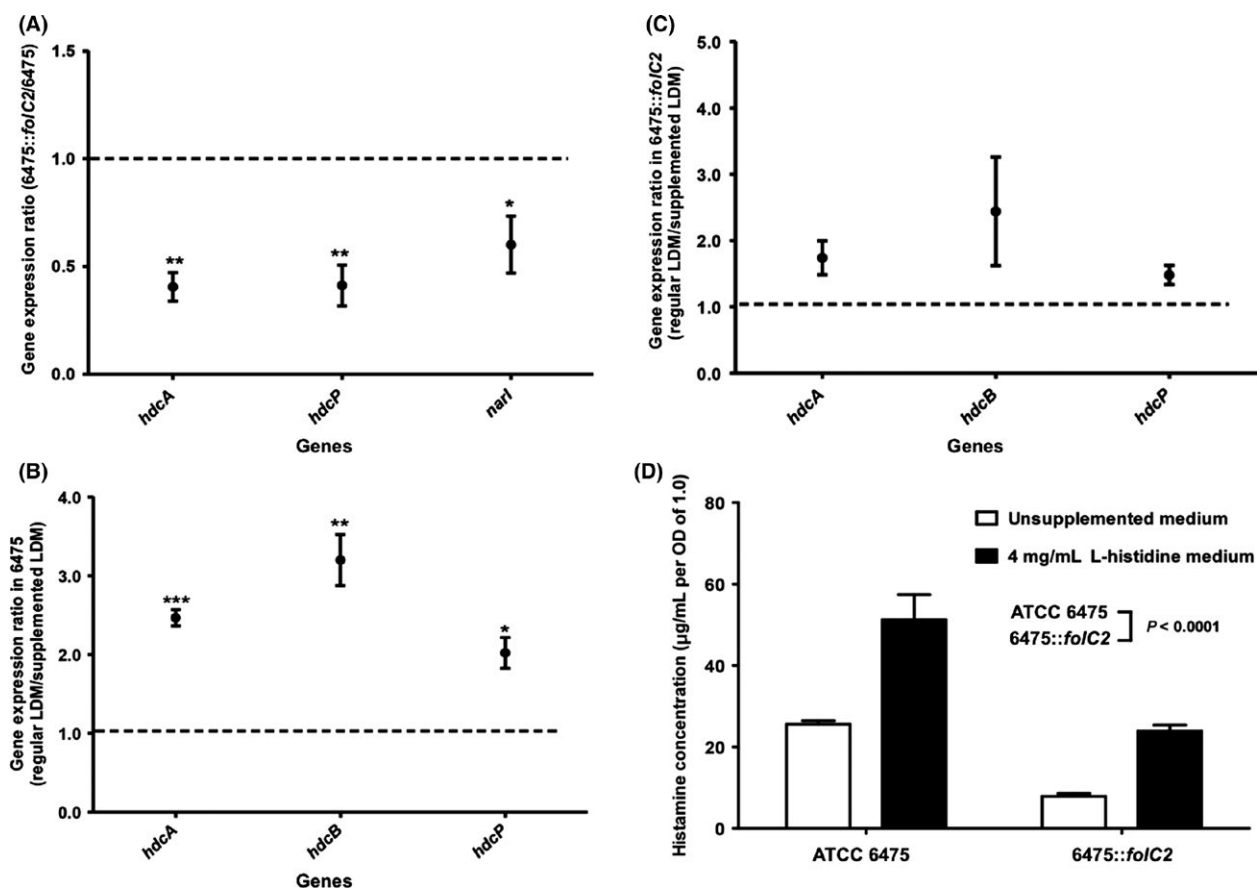 (A)
Gene expression ratio (6475::folC2/6475)
1.5
1.0
0.5
0.0
**
**
*
hdcA
hdcP
narI
Genes
(B)
Gene expression ratio in 6475
(regular LDM/supplemented LDM)
4.0
3.0
2.0
1.0
0.0
***
**
*
hdcA
hdcB
hdcP
Genes
(C)
Gene expression ratio in 6475::folC2
(regular LDM/supplemented LDM)
5.0
4.0
3.0
2.0
1.0
0.0
hdcA
hdcB
hdcP
Genes
(D)
Histamine concentration (µg/mL per OD of 1.0)
80
60
40
20
0
Unsupplemented medium
4 mg/mL L-histidine medium
ATCC 6475
6475::folC2
P < 0.0001
ATCC 6475
6475::folC2